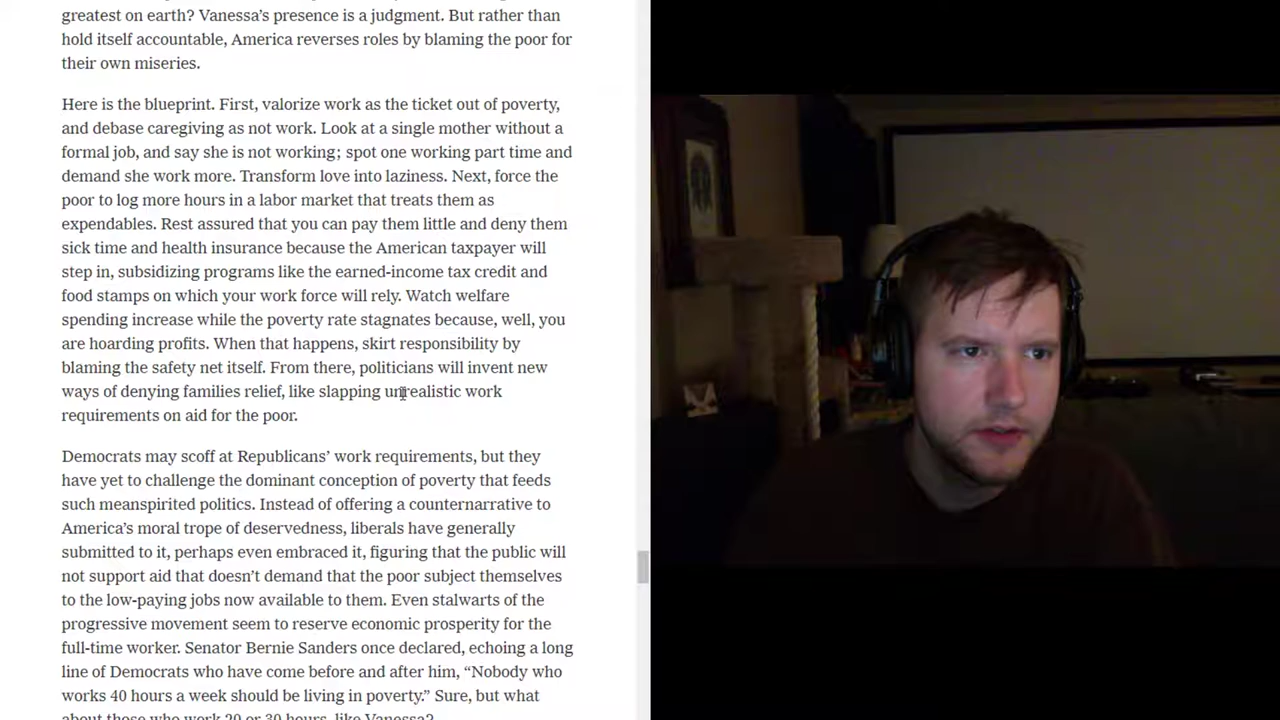 greatest on earth? Vanessa’s presence is a judgment. But rather than
hold itself accountable, America reverses roles by blaming the poor for
their own miseries.
Here is the blueprint. First, valorize work as the ticket out of poverty,
and debase caregiving as not work. Look at a single mother without a
formal job, and say she is not working; spot one working part time and
demand she work more. Transform love into laziness. Next, force the
poor to log more hours in a labor market that treats them as
expendables. Rest assured that you can pay them little and deny them
sick time and health insurance because the American taxpayer will
step in, subsidizing programs like the earned-income tax credit and
food stamps on which your work force will rely. Watch welfare
spending increase while the poverty rate stagnates because, well, you
are hoarding profits. When that happens, skirt responsibility by
blaming the safety net itself. From there, politicians will invent new
ways of denying families relief, like slapping unrealistic work
requirements on aid for the poor.
Democrats may scoff at Republicans’ work requirements, but they
have yet to challenge the dominant conception of poverty that feeds
such meanspirited politics. Instead of offering a counternarrative to
America’s moral trope of deservedness, liberals have generally
submitted to it, perhaps even embraced it, figuring that the public will
not support aid that doesn’t demand that the poor subject themselves
to the low-paying jobs now available to them. Even stalwarts of the
progressive movement seem to reserve economic prosperity for the
full-time worker. Senator Bernie Sanders once declared, echoing a long
line of Democrats who have come before and after him, “Nobody who
works 40 hours a week should be living in poverty.” Sure, but what
about those who work 20 or 30 hours, like Vanessa?